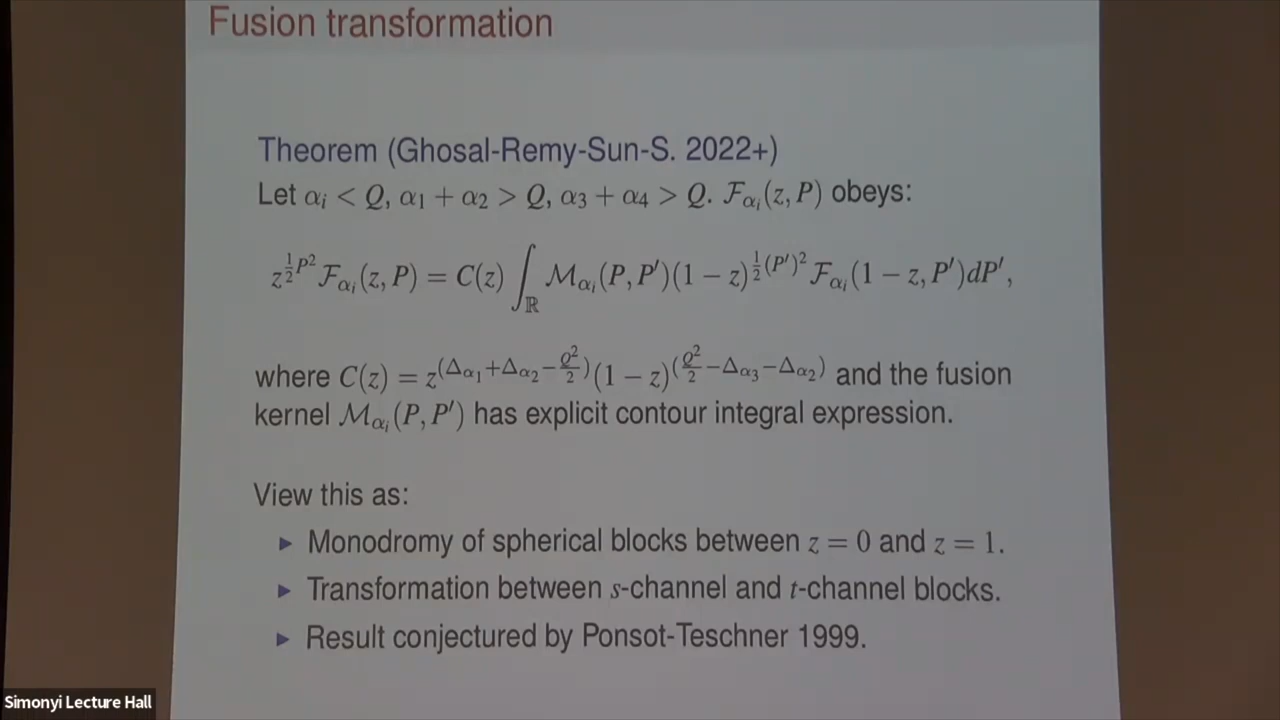 Fusion transformation
Theorem (Ghosal-Remy-Sun-S. 2022+)
Let αᵢ < Q, α₁ + α₂ > Q, α₃ + α₄ > Q. ℱ_{αᵢ}(z, P) obeys:
z^{½P²} ℱ_{αᵢ}(z, P) = C(z) ∫_ℝ ℳ_{αᵢ}(P, P′)(1 − z)^{½(P′)²} ℱ_{αᵢ}(1 − z, P′)dP′,
where C(z) = z^{(Δ_{α₁}+Δ_{α₂}−Q²/2)}(1 − z)^{(Q²/2−Δ_{α₃}−Δ_{α₂})} and the fusion
kernel ℳ_{αᵢ}(P, P′) has explicit contour integral expression.
View this as:
▶ Monodromy of spherical blocks between z = 0 and z = 1.
▶ Transformation between s-channel and t-channel blocks.
▶ Result conjectured by Ponsot-Teschner 1999.
Simonyi Lecture Hall